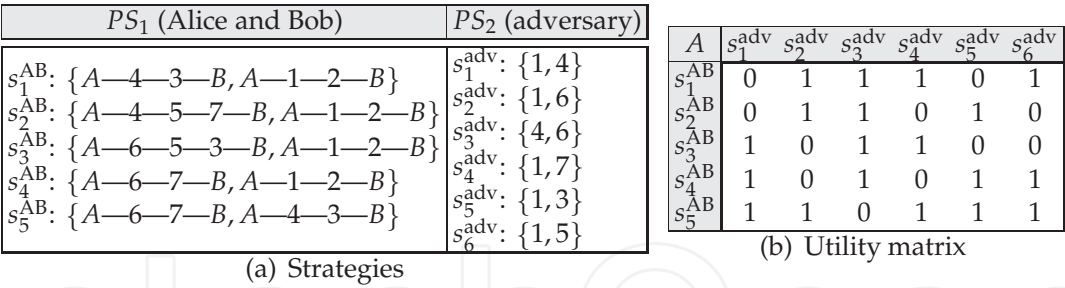 PS₁ (Alice and Bob) PS₂ (adversary)
s₁ᴬᴮ: {A—4—3—B, A—1—2—B}
s₂ᴬᴮ: {A—4—5—7—B, A—1—2—B}
s₃ᴬᴮ: {A—6—5—3—B, A—1—2—B}
s₄ᴬᴮ: {A—6—7—B, A—1—2—B}
s₅ᴬᴮ: {A—6—7—B, A—4—3—B}
s₁ᵃᵈᵛ: {1, 4}
s₂ᵃᵈᵛ: {1, 6}
s₃ᵃᵈᵛ: {4, 6}
s₄ᵃᵈᵛ: {1, 7}
s₅ᵃᵈᵛ: {1, 3}
s₆ᵃᵈᵛ: {1, 5}
(a) Strategies
A s₁ᵃᵈᵛ s₂ᵃᵈᵛ s₃ᵃᵈᵛ s₄ᵃᵈᵛ s₅ᵃᵈᵛ s₆ᵃᵈᵛ
s₁ᴬᴮ 0 1 1 1 0 1
s₂ᴬᴮ 0 1 1 0 1 0
s₃ᴬᴮ 1 0 1 1 0 0
s₄ᴬᴮ 1 0 1 0 1 1
s₅ᴬᴮ 1 1 0 1 1 1
(b) Utility matrix